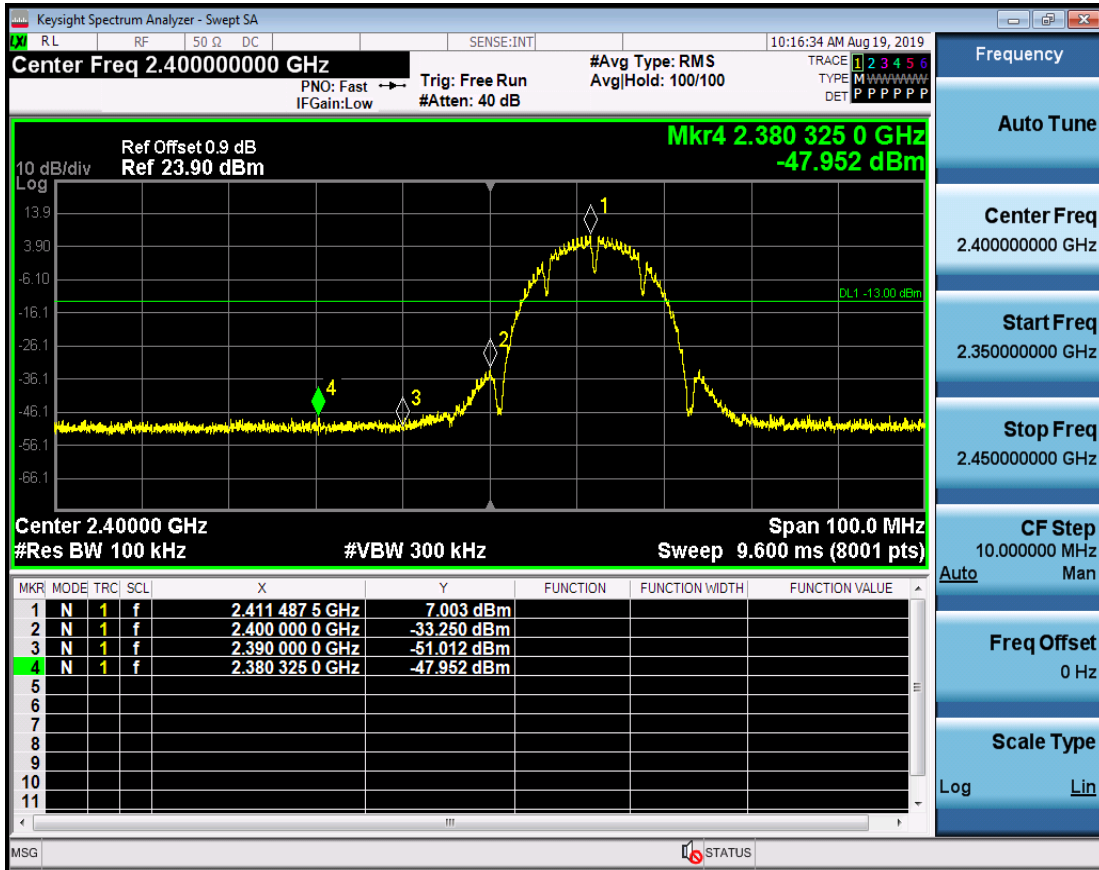 Keysight Spectrum Analyzer - Swept SA
LXI RL RF 50 Ω DC SENSE:INT 10:16:34 AM Aug 19, 2019
Center Freq 2.400000000 GHz
PNO: Fast
IFGain:Low
Trig: Free Run
#Atten: 40 dB
#Avg Type: RMS
Avg|Hold: 100/100
TRACE 1 2 3 4 5 6
TYPE M WWWWW
DET P P P P P P
Mkr4 2.380 325 0 GHz
-47.952 dBm
Ref Offset 0.9 dB
10 dB/div Ref 23.90 dBm
Log
13.9
3.90
-6.10
-16.1
-26.1
-36.1
-46.1
-56.1
-66.1
1
2
3
4
DL1 -13.00 dBm
Center 2.40000 GHz Span 100.0 MHz
#Res BW 100 kHz #VBW 300 kHz Sweep 9.600 ms (8001 pts)
MKR MODE TRC SCL X Y FUNCTION FUNCTION WIDTH FUNCTION VALUE
1 N 1 f 2.411 487 5 GHz 7.003 dBm
2 N 1 f 2.400 000 0 GHz -33.250 dBm
3 N 1 f 2.390 000 0 GHz -51.012 dBm
4 N 1 f 2.380 325 0 GHz -47.952 dBm
5
6
7
8
9
10
11
MSG STATUS
Frequency
Auto Tune
Center Freq
2.400000000 GHz
Start Freq
2.350000000 GHz
Stop Freq
2.450000000 GHz
CF Step
10.000000 MHz
Auto Man
Freq Offset
0 Hz
Scale Type
Log Lin